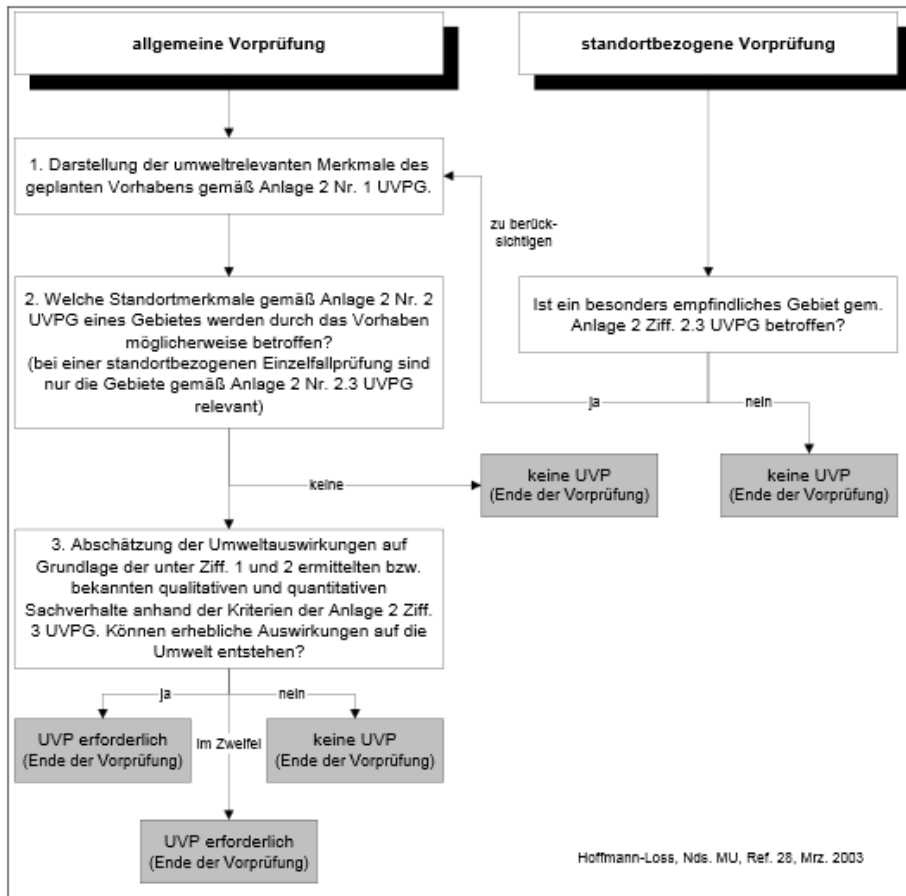 allgemeine Vorprüfung
standortbezogene Vorprüfung
1. Darstellung der umweltrelevanten Merkmale des
geplanten Vorhabens gemäß Anlage 2 Nr. 1 UVPG.
zu berück-
sichtigen
2. Welche Standortmerkmale gemäß Anlage 2 Nr. 2
UVPG eines Gebietes werden durch das Vorhaben
möglicherweise betroffen?
(bei einer standortbezogenen Einzelfallprüfung sind
nur die Gebiete gemäß Anlage 2 Nr. 2.3 UVPG
relevant)
Ist ein besonders empfindliches Gebiet gem.
Anlage 2 Ziff. 2.3 UVPG betroffen?
ja
nein
keine
keine UVP
(Ende der Vorprüfung)
keine UVP
(Ende der Vorprüfung)
3. Abschätzung der Umweltauswirkungen auf
Grundlage der unter Ziff. 1 und 2 ermittelten bzw.
bekannten qualitativen und quantitativen
Sachverhalte anhand der Kriterien der Anlage 2 Ziff.
3 UVPG. Können erhebliche Auswirkungen auf die
Umwelt entstehen?
ja
nein
im Zweifel
UVP erforderlich
(Ende der Vorprüfung)
keine UVP
(Ende der Vorprüfung)
UVP erforderlich
(Ende der Vorprüfung)
Hoffmann-Loss, Nds. MU, Ref. 28, Mrz. 2003